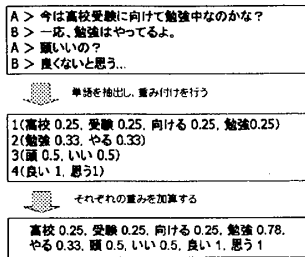 A > 今は高校受験に向けて勉強中なのかな?
B > 一応、勉強はやってるよ。
A > 頭いいの?
B > 良くないと思う...
単語を抽出し、重み付けを行う
1(高校 0.25, 受験 0.25, 向ける 0.25, 勉強0.25)
2(勉強 0.33, やる 0.33)
3(頭 0.5, いい 0.5)
4(良い 1, 思う1)
それぞれの重みを加算する
高校 0.25, 受験 0.25, 向ける 0.25, 勉強 0.78,
やる 0.33, 頭 0.5, いい 0.5, 良い 1, 思う 1